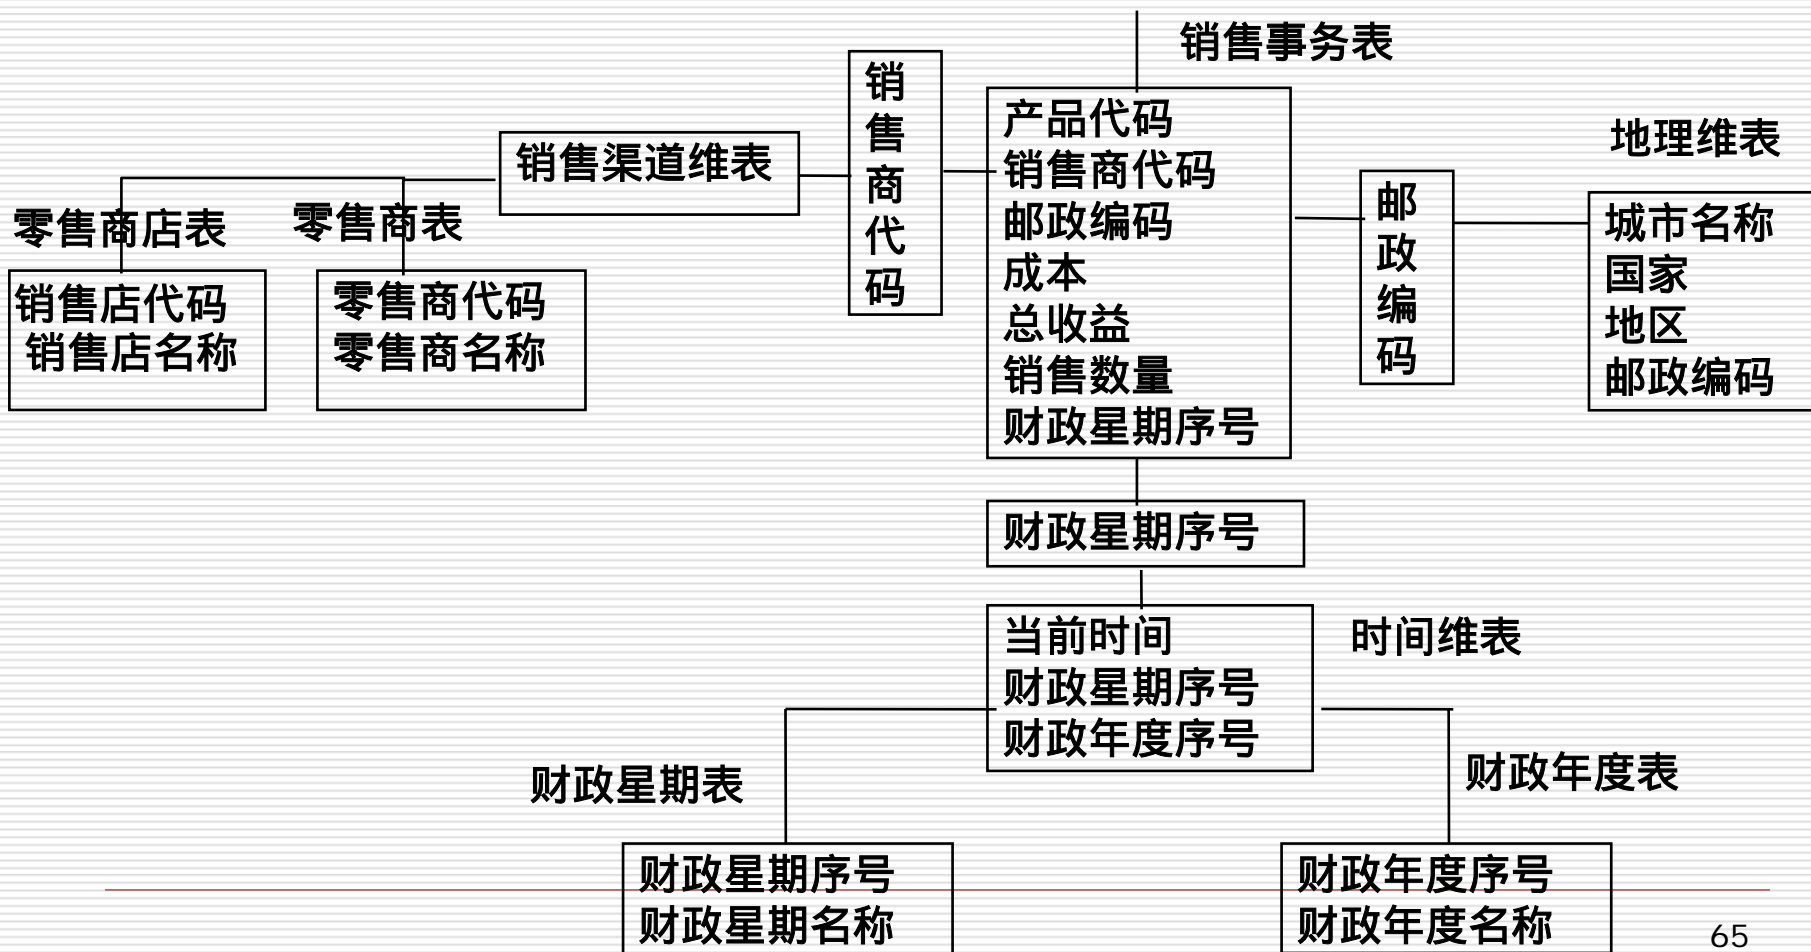 销售事务表
产品代码
销售商代码
邮政编码
成本
总收益
销售数量
财政星期序号
销
售
商
代
码
销售渠道维表
零售商店表
零售商表
销售店代码
销售店名称
零售商代码
零售商名称
邮
政
编
码
地理维表
城市名称
国家
地区
邮政编码
财政星期序号
当前时间
财政星期序号
财政年度序号
时间维表
财政星期表
财政年度表
财政星期序号
财政星期名称
财政年度序号
财政年度名称
65